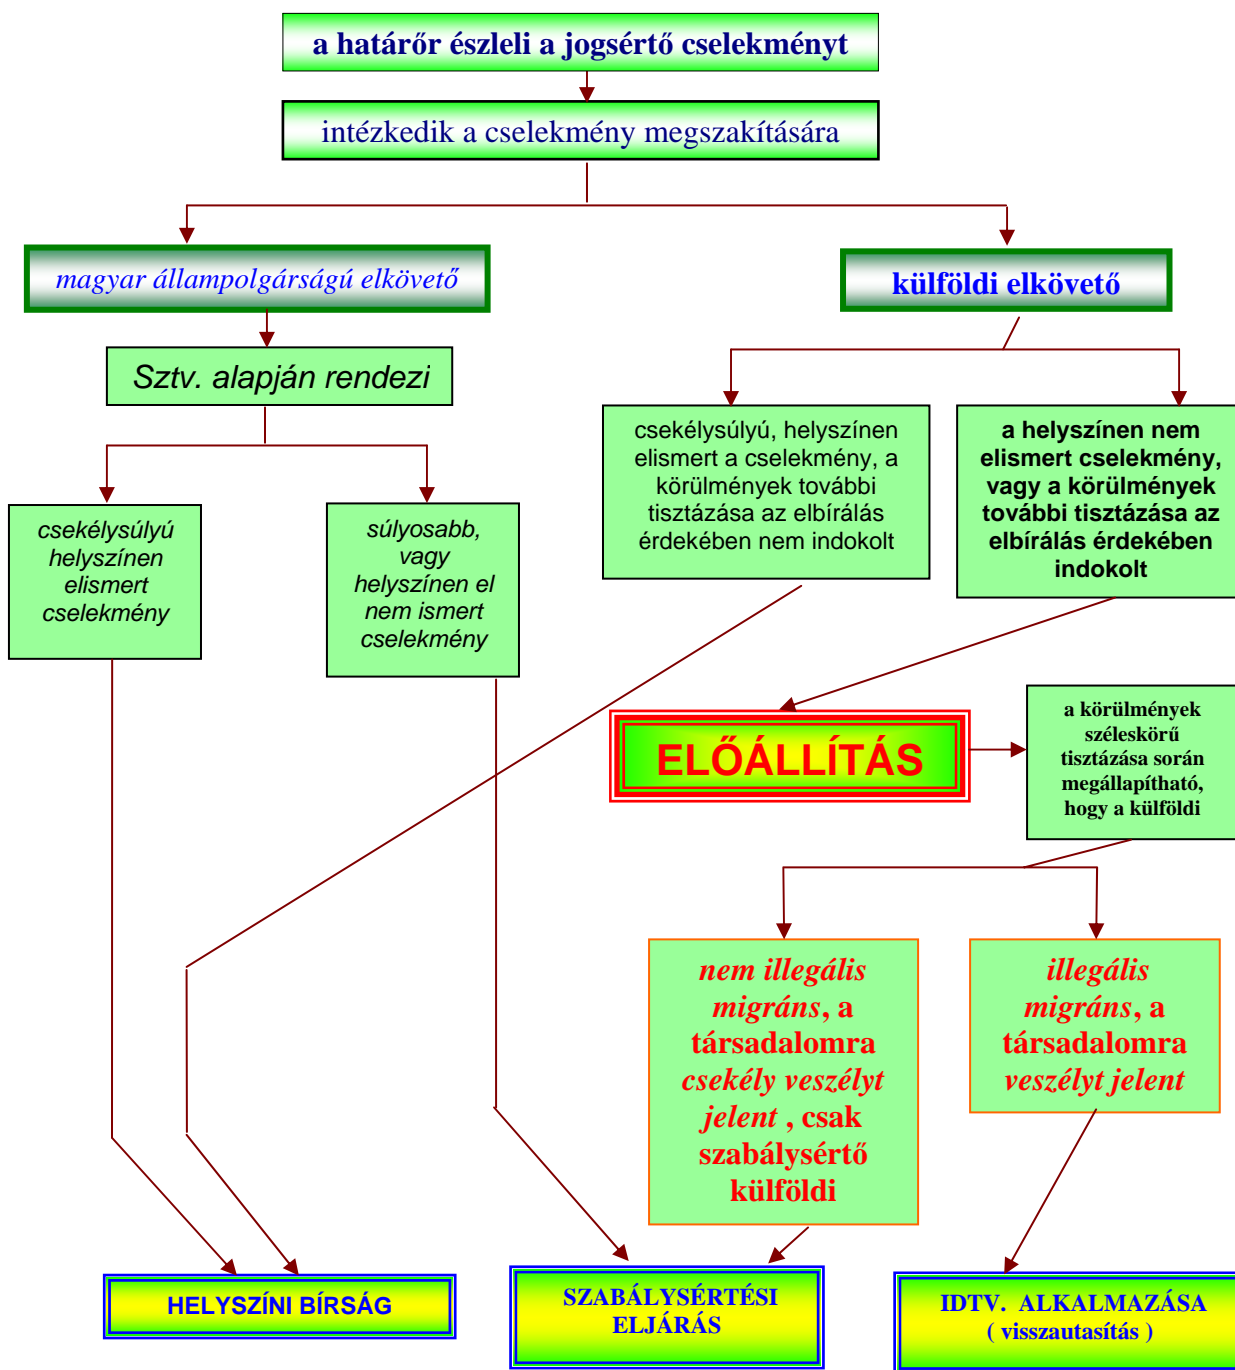 a határőr észleli a jogsértő cselekményt
intézkedik a cselekmény megszakítására
magyar állampolgárságú elkövető
külföldi elkövető
Sztv. alapján rendezi
csekélysúlyú
helyszínen
elismert
cselekmény
súlyosabb,
vagy
helyszínen el
nem ismert
cselekmény
csekélysúlyú, helyszínen
elismert a cselekmény, a
körülmények további
tisztázása az elbírálás
érdekében nem indokolt
a helyszínen nem
elismert cselekmény,
vagy a körülmények
további tisztázása az
elbírálás érdekében
indokolt
ELŐÁLLÍTÁS
a körülmények
széleskörű
tisztázása során
megállapítható,
hogy a külföldi
nem illegális
migráns, a
társadalomra
csekély veszélyt
jelent , csak
szabálysértő
külföldi
illegális
migráns, a
társadalomra
veszélyt jelent
HELYSZÍNI BÍRSÁG
SZABÁLYSÉRTÉSI
ELJÁRÁS
IDTV. ALKALMAZÁSA
( visszautasítás )